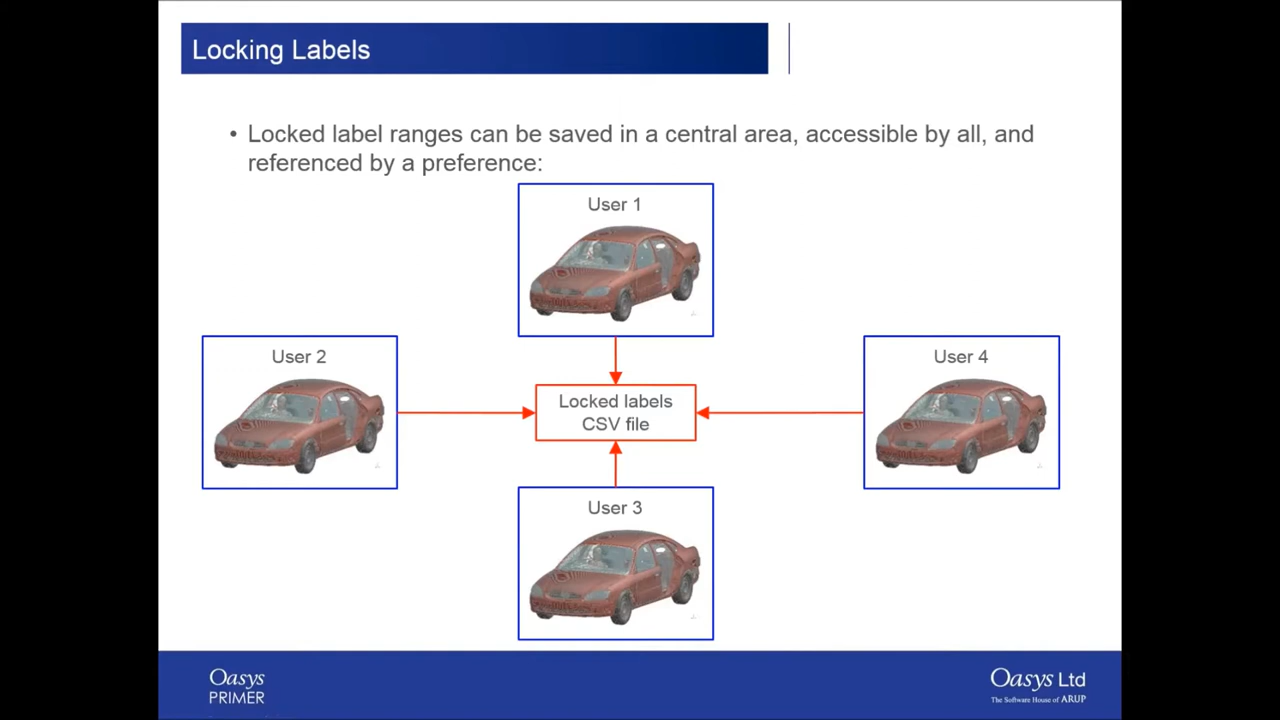 Locking Labels
• Locked label ranges can be saved in a central area, accessible by all, and
referenced by a preference:
User 1
User 2
User 4
Locked labels
CSV file
User 3
Oasys
PRIMER
Oasys Ltd
The Software House of ARUP